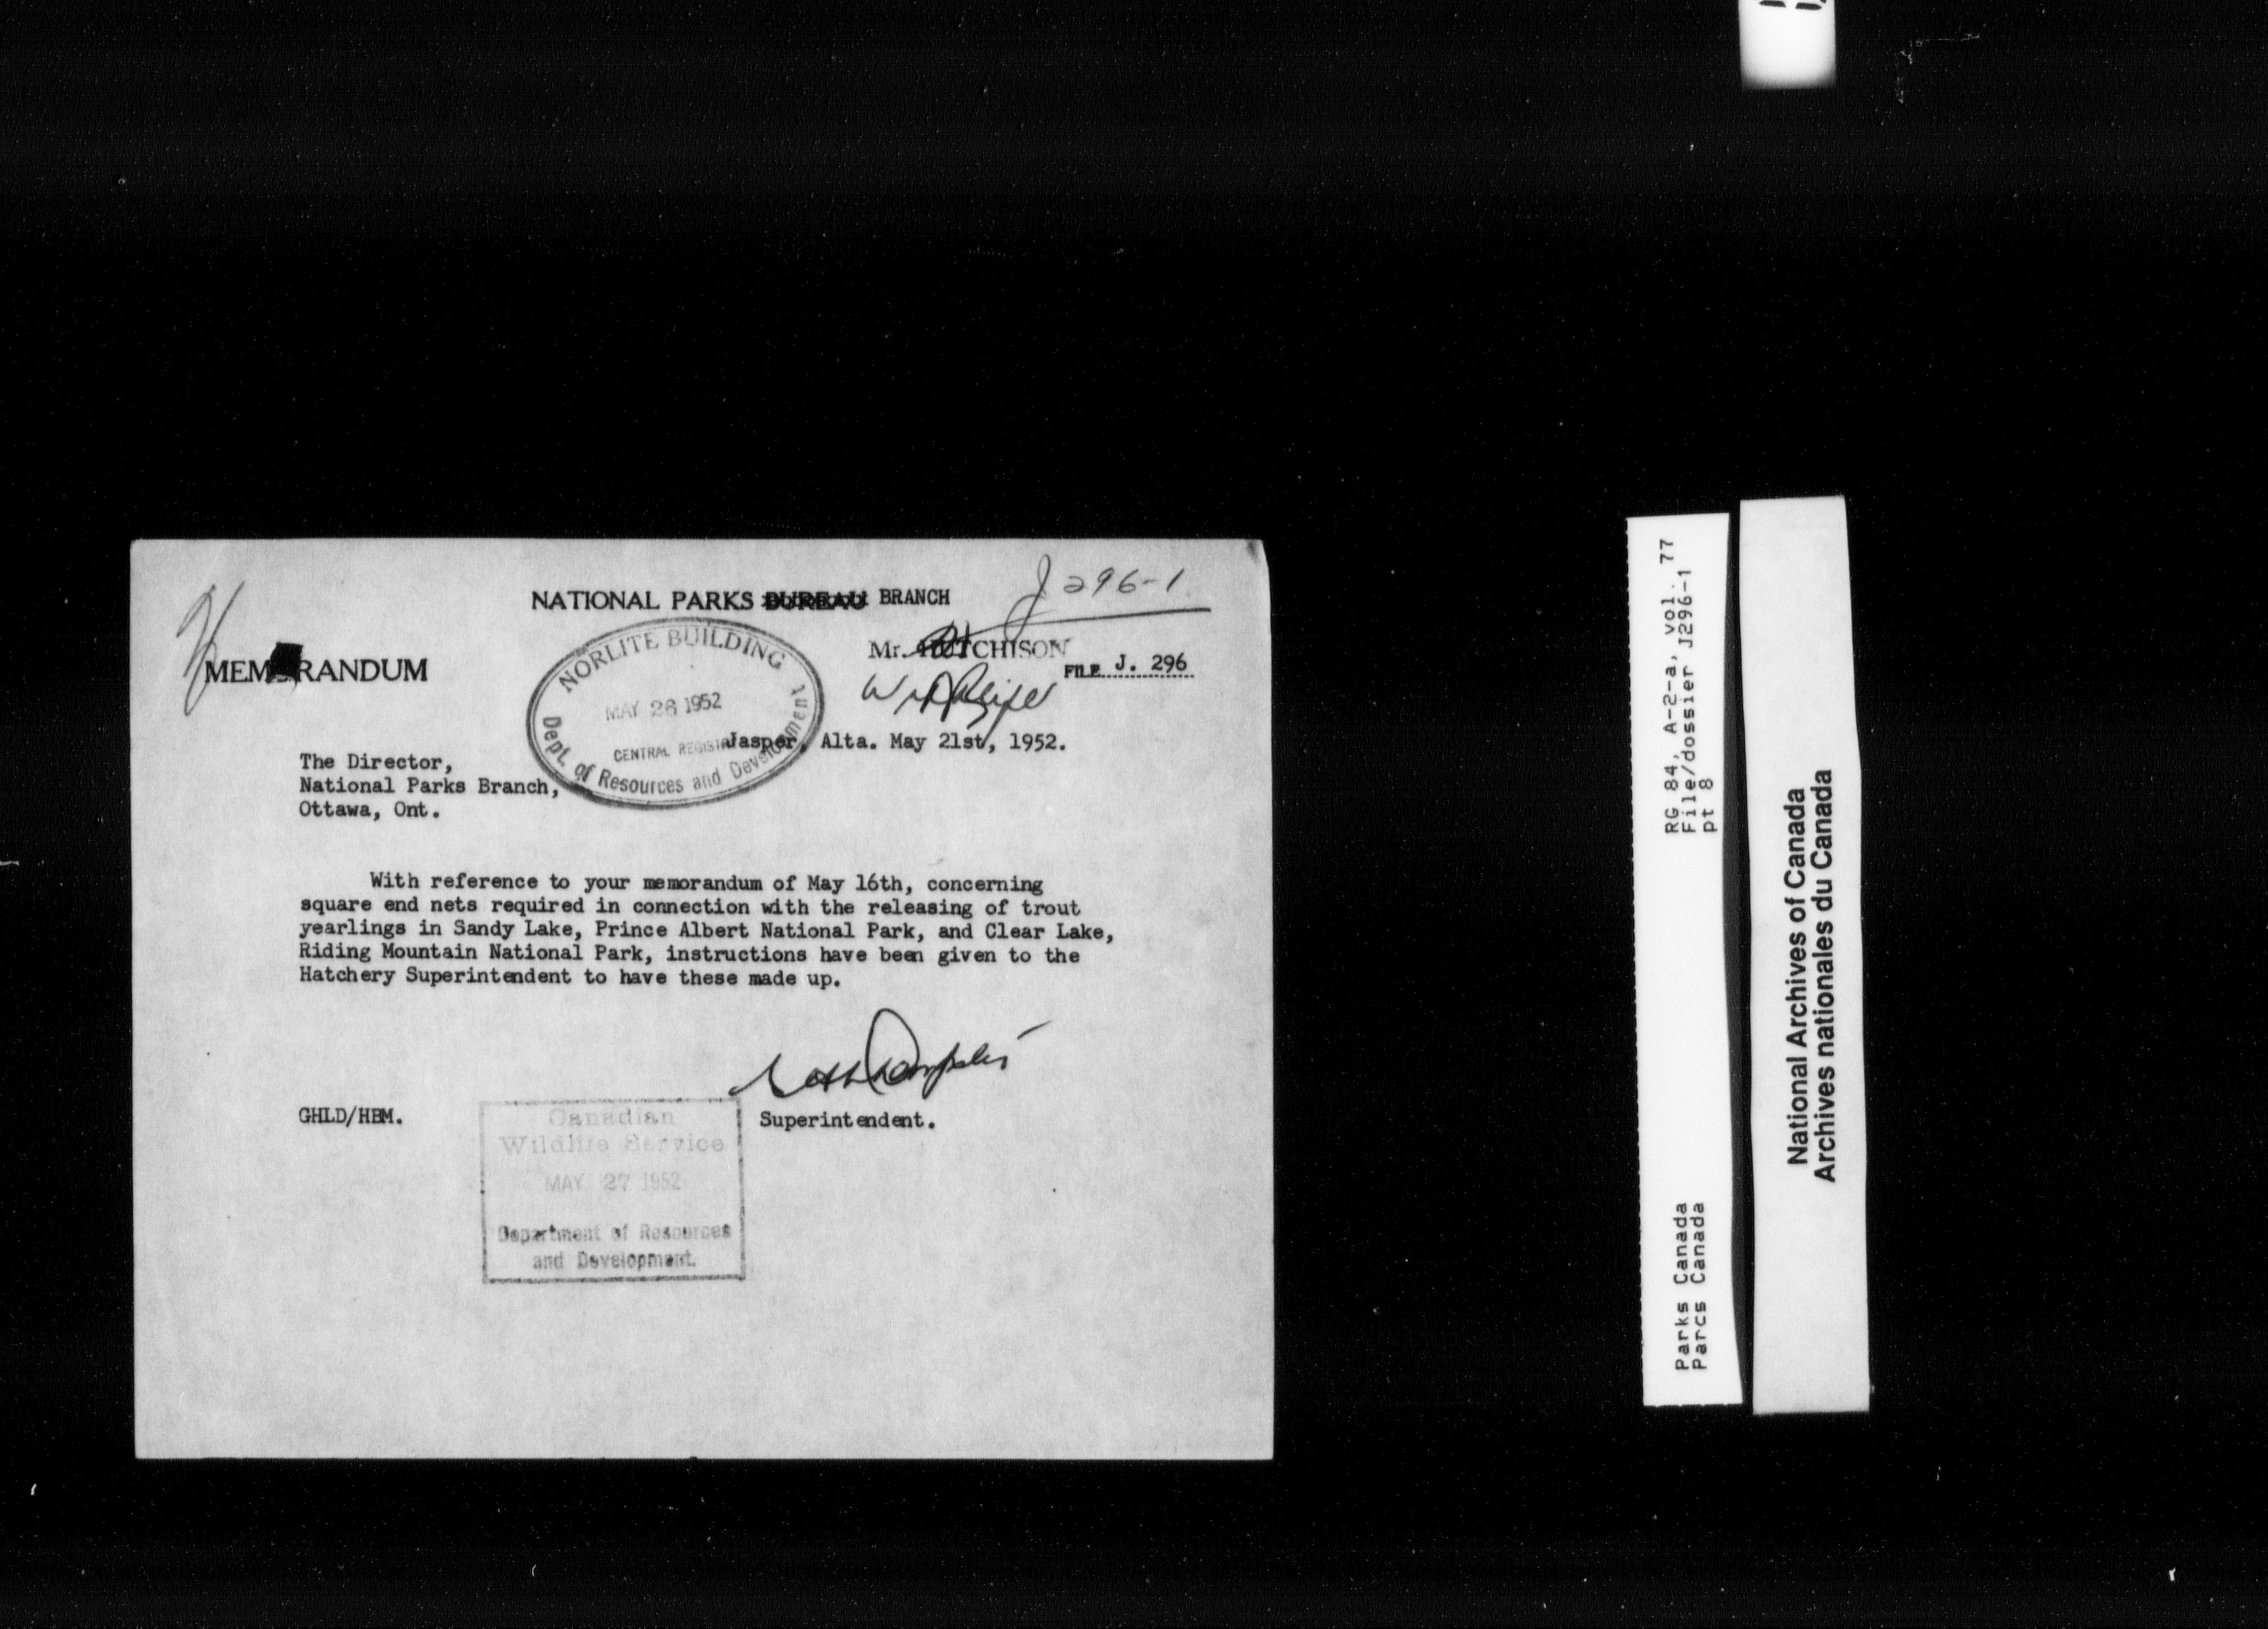 NATIONAL PARKS BUREAU BRANCH
J 296-1
Mr. HUTCHISON
MEMORANDUM
FILE J. 296
NORLITE BUILDING
MAY 26 1952
CENTRAL REGISTRY
Dept. of Resources and Development
Jasper, Alta. May 21st, 1952.
The Director,
National Parks Branch,
Ottawa, Ont.
With reference to your memorandum of May 16th, concerning
square end nets required in connection with the releasing of trout
yearlings in Sandy Lake, Prince Albert National Park, and Clear Lake,
Riding Mountain National Park, instructions have been given to the
Hatchery Superintendent to have these made up.
GHLD/HBM.
Superintendent.
Canadian
Wildlife Service
MAY 27 1952
Department of Resources
and Development.
RG 84, A-2-a, vol. 77
File/dossier J296-1
pt 8
Parks Canada
Parcs Canada
National Archives of Canada
Archives nationales du Canada